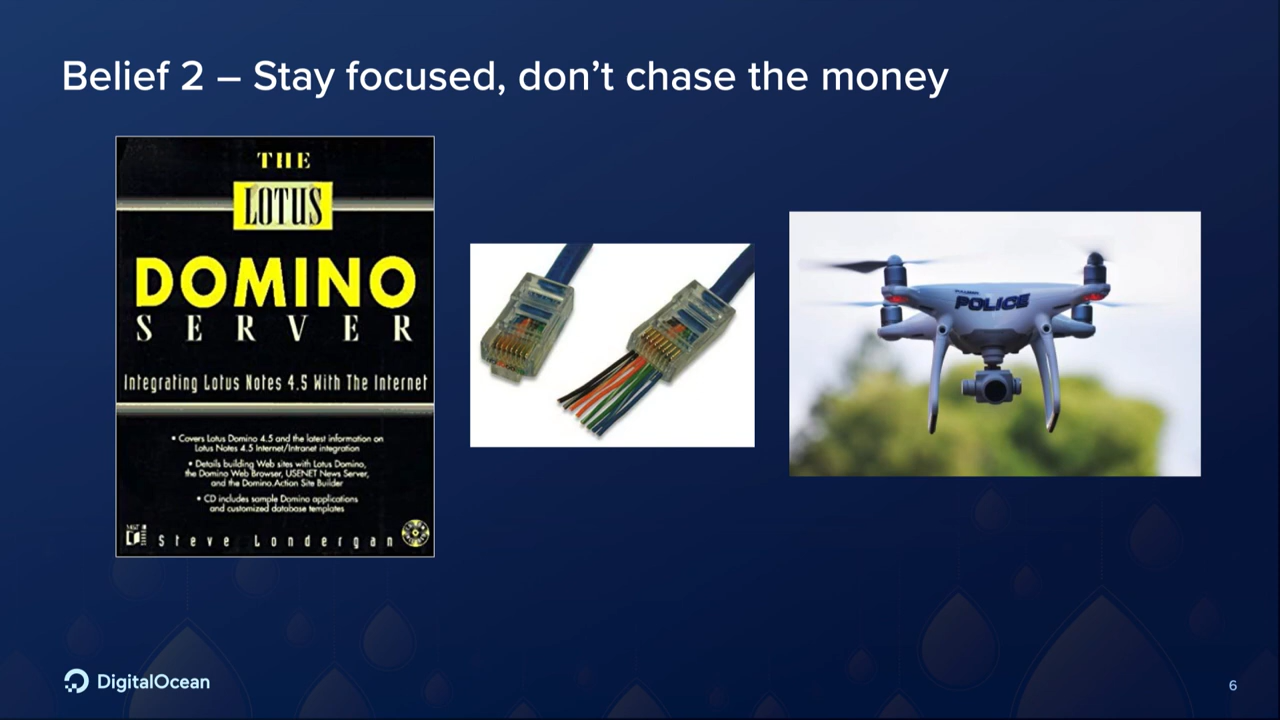 Belief 2 – Stay focused, don’t chase the money
THE
LOTUS
DOMINO
SERVER
Integrating Lotus Notes 4.5 With The Internet
• Covers Lotus Domino 4.5 and the latest information on
Lotus Notes 4.5 Internet/Intranet integration
• Details building Web sites with Lotus Domino,
the Domino Web Browser, USENET News Server,
and the Domino.Action Site Builder
• CD includes sample Domino applications
and customized database templates
Steve Londergan
POLICE
DigitalOcean
6